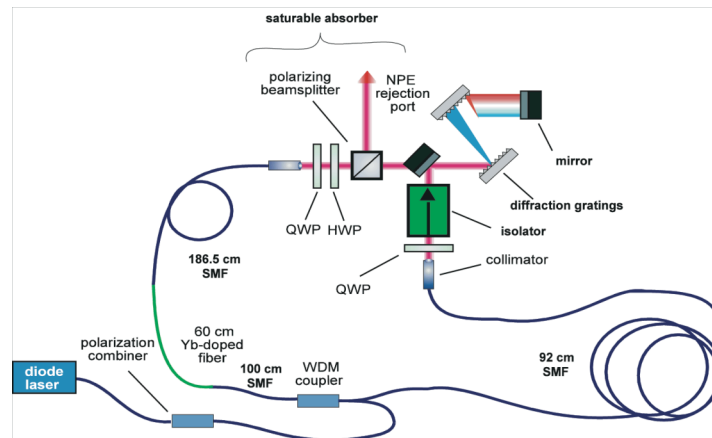 saturable absorber
polarizing
beamsplitter
NPE
rejection
port
mirror
diffraction gratings
QWP
HWP
isolator
QWP
collimator
186.5 cm
SMF
60 cm
Yb-doped
fiber
polarization
combiner
100 cm
SMF
WDM
coupler
92 cm
SMF
diode
laser